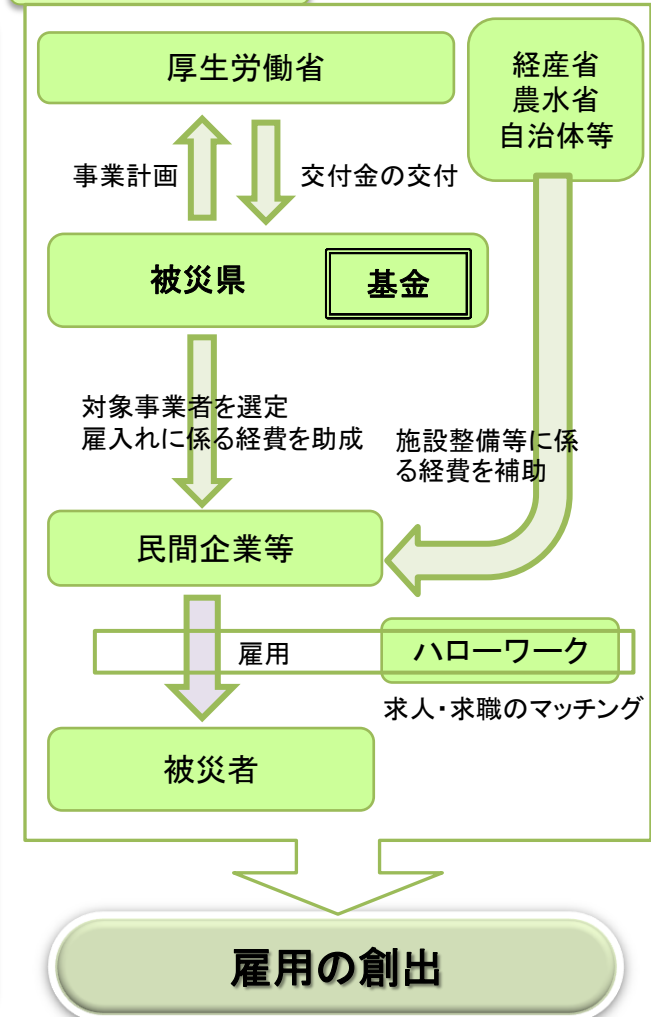 厚生労働省
経産省
農水省
自治体等
事業計画
交付金の交付
被災県
基金
対象事業者を選定
雇入れに係る経費を助成
施設整備等に係
る経費を補助
民間企業等
雇用
ハローワーク
求人・求職のマッチング
被災者
雇用の創出